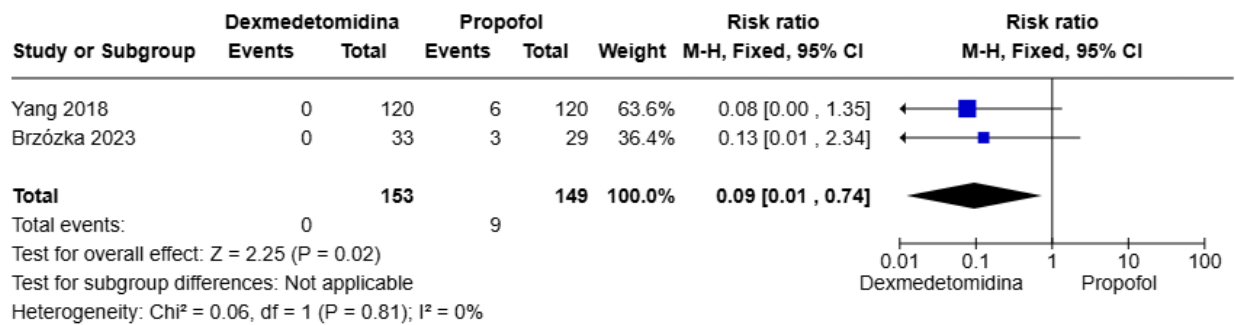 Dexmedetomidina Propofol Risk ratio Risk ratio
Study or Subgroup Events Total Events Total Weight M-H, Fixed, 95% CI M-H, Fixed, 95% CI
Yang 2018 0 120 6 120 63.6% 0.08 [0.00 , 1.35]
Brzózka 2023 0 33 3 29 36.4% 0.13 [0.01 , 2.34]
Total 153 149 100.0% 0.09 [0.01 , 0.74]
Total events: 0 9
Test for overall effect: Z = 2.25 (P = 0.02)
Test for subgroup differences: Not applicable
Heterogeneity: Chi² = 0.06, df = 1 (P = 0.81); I² = 0%
0.01 0.1 1 10 100
Dexmedetomidina Propofol